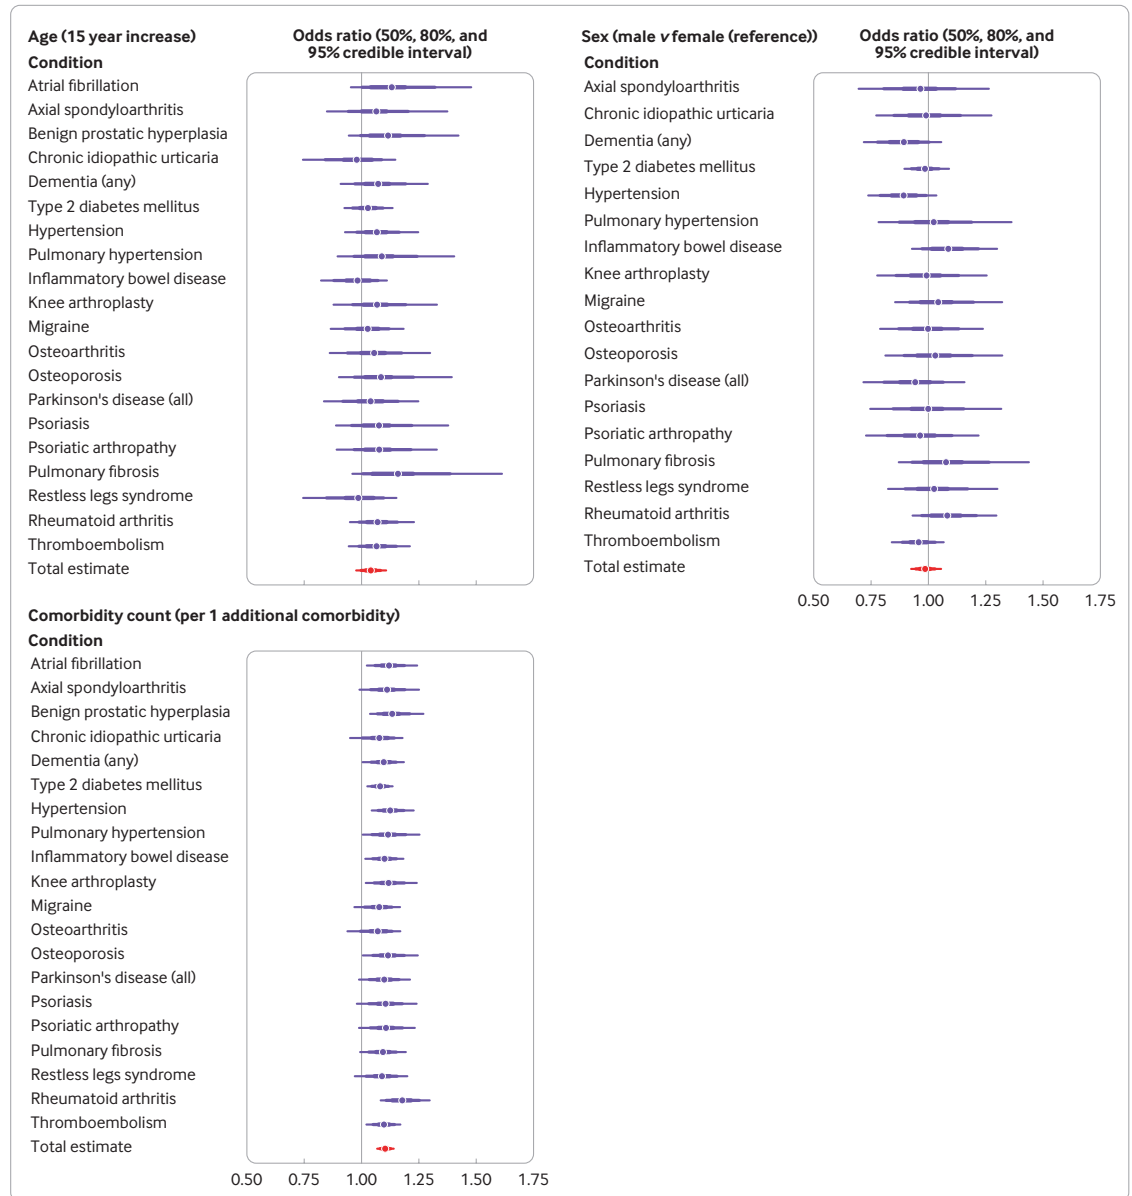 Age (15 year increase)
Odds ratio (50%, 80%, and
95% credible interval)
Condition
Atrial fibrillation
Axial spondyloarthritis
Benign prostatic hyperplasia
Chronic idiopathic urticaria
Dementia (any)
Type 2 diabetes mellitus
Hypertension
Pulmonary hypertension
Inflammatory bowel disease
Knee arthroplasty
Migraine
Osteoarthritis
Osteoporosis
Parkinson's disease (all)
Psoriasis
Psoriatic arthropathy
Pulmonary fibrosis
Restless legs syndrome
Rheumatoid arthritis
Thromboembolism
Total estimate
Sex (male v female (reference))
Odds ratio (50%, 80%, and
95% credible interval)
Condition
Axial spondyloarthritis
Chronic idiopathic urticaria
Dementia (any)
Type 2 diabetes mellitus
Hypertension
Pulmonary hypertension
Inflammatory bowel disease
Knee arthroplasty
Migraine
Osteoarthritis
Osteoporosis
Parkinson's disease (all)
Psoriasis
Psoriatic arthropathy
Pulmonary fibrosis
Restless legs syndrome
Rheumatoid arthritis
Thromboembolism
Total estimate
0.50 0.75 1.00 1.25 1.50 1.75
Comorbidity count (per 1 additional comorbidity)
Condition
Atrial fibrillation
Axial spondyloarthritis
Benign prostatic hyperplasia
Chronic idiopathic urticaria
Dementia (any)
Type 2 diabetes mellitus
Hypertension
Pulmonary hypertension
Inflammatory bowel disease
Knee arthroplasty
Migraine
Osteoarthritis
Osteoporosis
Parkinson's disease (all)
Psoriasis
Psoriatic arthropathy
Pulmonary fibrosis
Restless legs syndrome
Rheumatoid arthritis
Thromboembolism
Total estimate
0.50 0.75 1.00 1.25 1.50 1.75